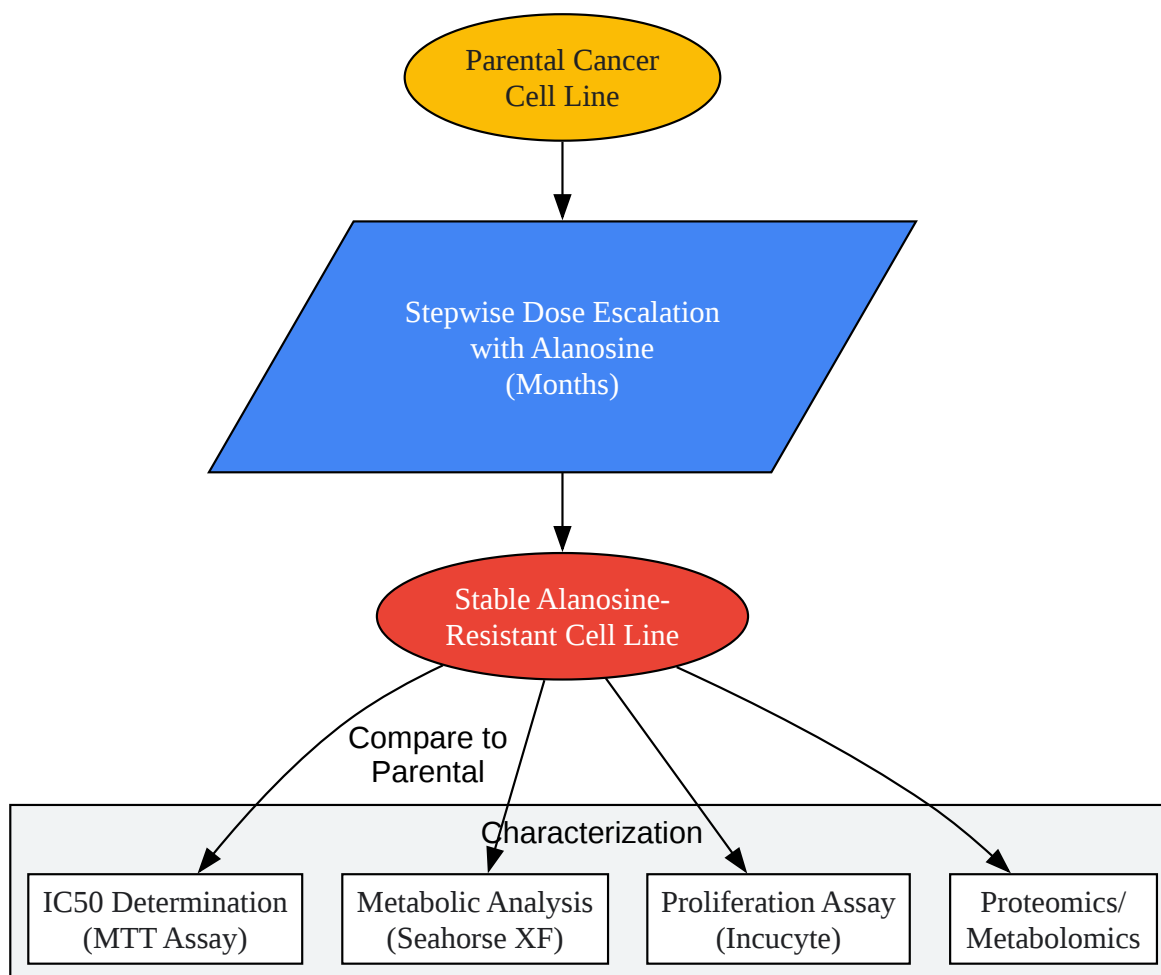 Parental Cancer
Cell Line
Stepwise Dose Escalation
with Alanosine
(Months)
Stable Alanosine-
Resistant Cell Line
Compare to
Parental
Characterization
IC50 Determination
(MTT Assay)
Metabolic Analysis
(Seahorse XF)
Proliferation Assay
(Incucyte)
Proteomics/
Metabolomics